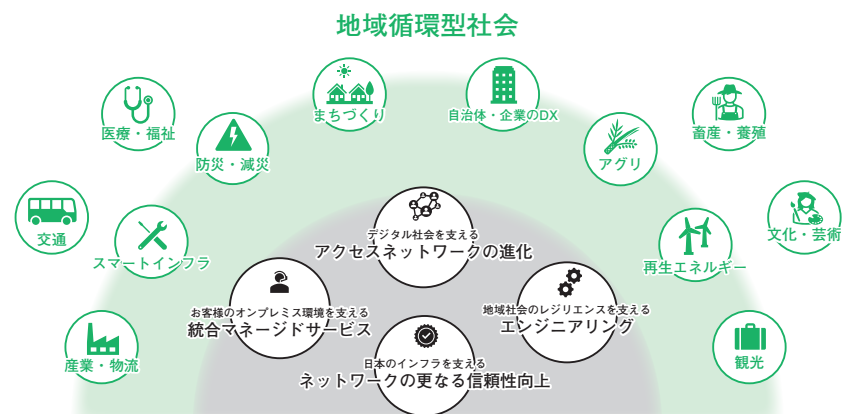 地域循環型社会
まちづくり
自治体・企業のDX
医療・福祉
畜産・養殖
防災・減災
アグリ
交通
文化・芸術
スマートインフラ
再生エネルギー
デジタル社会を支える
アクセスネットワークの進化
お客様のオンプレミス環境を支える
統合マネージドサービス
地域社会のレジリエンスを支える
エンジニアリング
産業・物流
観光
日本のインフラを支える
ネットワークの更なる信頼性向上